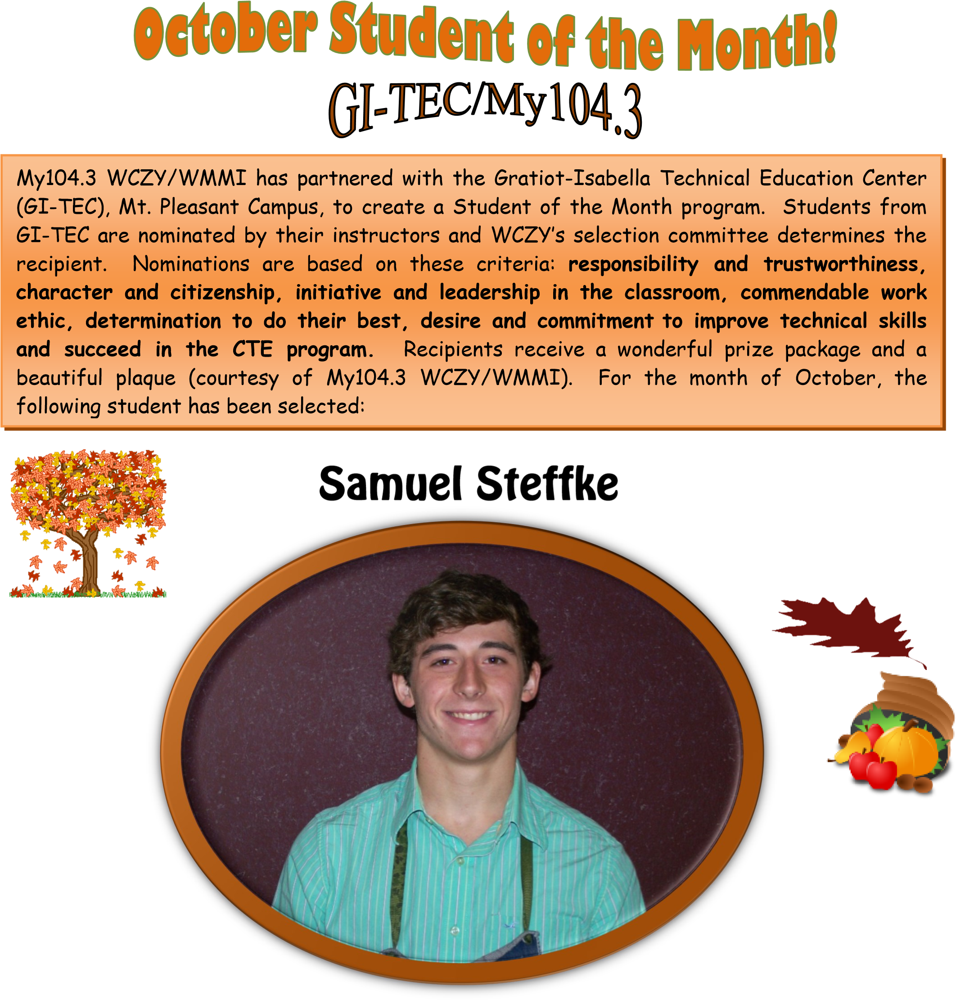 October Student of the Month!
GI-TEC/My104.3
My104.3 WCZY/WMMI has partnered with the Gratiot-Isabella Technical Education Center
(GI-TEC), Mt. Pleasant Campus, to create a Student of the Month program. Students from
GI-TEC are nominated by their instructors and WCZY's selection committee determines the
recipient. Nominations are based on these criteria: responsibility and trustworthiness,
character and citizenship, initiative and leadership in the classroom, commendable work
ethic, determination to do their best, desire and commitment to improve technical skills
and succeed in the CTE program. Recipients receive a wonderful prize package and a
beautiful plaque (courtesy of My104.3 WCZY/WMMI). For the month of October, the
following student has been selected:
Samuel Steffke